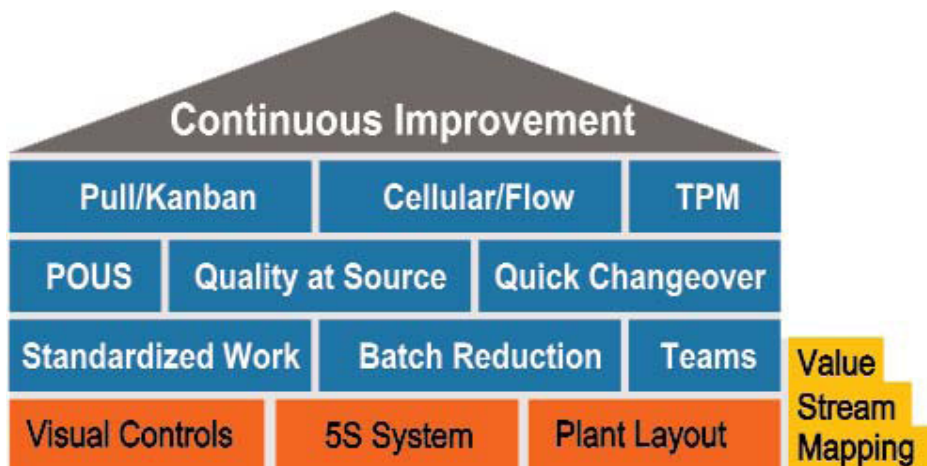 Continuous Improvement
Pull/Kanban Cellular/Flow TPM
POUS Quality at Source Quick Changeover
Standardized Work Batch Reduction Teams
Visual Controls 5S System Plant Layout
Value
Stream
Mapping